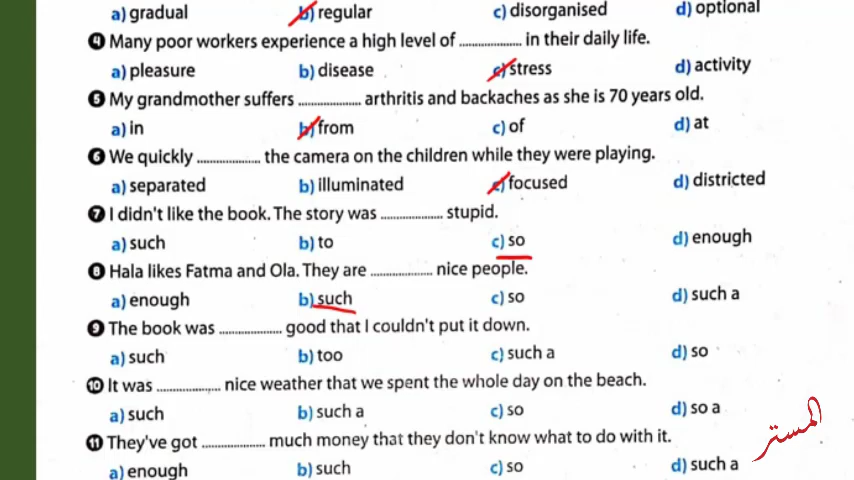 a) gradual b) regular c) disorganised d) optional
4 Many poor workers experience a high level of .................. in their daily life.
a) pleasure b) disease c) stress d) activity
5 My grandmother suffers .................. arthritis and backaches as she is 70 years old.
a) in b) from c) of d) at
6 We quickly .................. the camera on the children while they were playing.
a) separated b) illuminated c) focused d) districted
7 I didn't like the book. The story was .................. stupid.
a) such b) to c) so d) enough
8 Hala likes Fatma and Ola. They are .................. nice people.
a) enough b) such c) so d) such a
9 The book was .................. good that I couldn't put it down.
a) such b) too c) such a d) so
10 It was .................. nice weather that we spent the whole day on the beach.
a) such b) such a c) so d) so a
المستر
11 They've got .................. much money that they don't know what to do with it.
a) enough b) such c) so d) such a